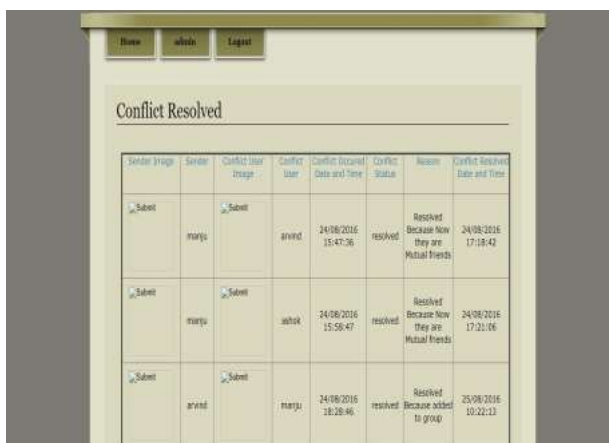 Home admin Logout
Conflict Resolved
Sender Image Sender Conflict User Image Conflict User Conflict Occured Date and Time Conflict Status Reason Conflict Resolved Date and Time
Submit manju Submit arvind 24/08/2016 15:47:36 resolved Resolved Because Now they are Mutual friends 24/08/2016 17:18:42
Submit manju Submit ashok 24/08/2016 15:56:47 resolved Resolved Because Now they are Mutual friends 24/08/2016 17:21:06
Submit arvind Submit manju 24/08/2016 18:28:46 resolved Resolved Because added to group 25/08/2016 10:22:13